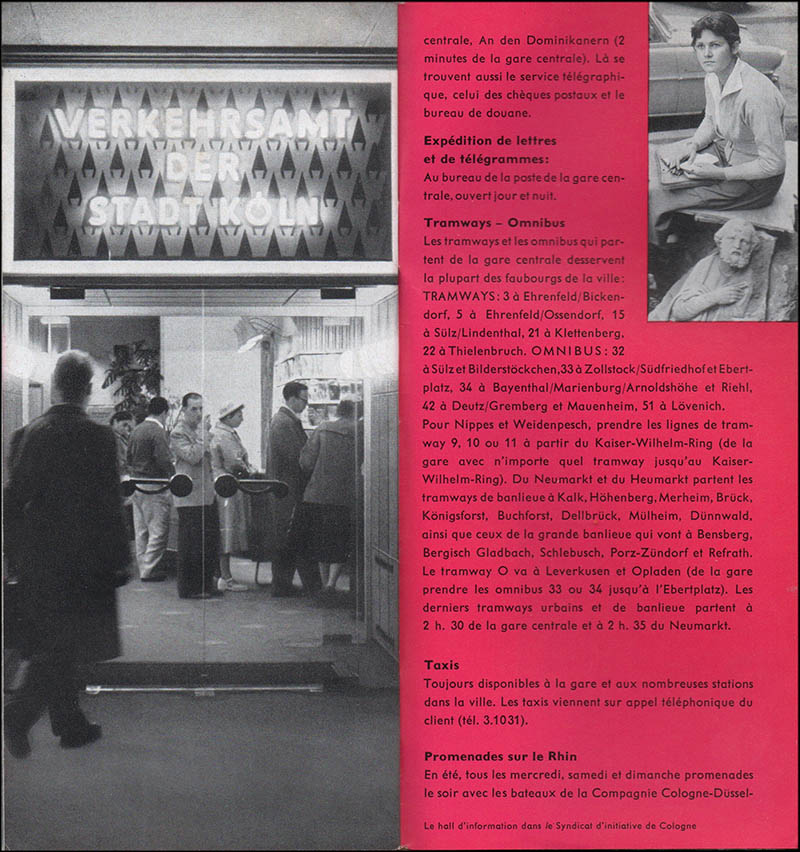 VERKEHRSAMT
DER
STADT KÖLN
centrale, An den Dominikanern (2
minutes de la gare centrale). Là se
trouvent aussi le service télégraphi-
que, celui des chèques postaux et le
bureau de douane.
Expédition de lettres
et de télégrammes:
Au bureau de la poste de la gare cen-
trale, ouvert jour et nuit.
Tramways – Omnibus
Les tramways et les omnibus qui par-
tent de la gare centrale desservent
la plupart des faubourgs de la ville:
TRAMWAYS: 3 à Ehrenfeld/Bicken-
dorf, 5 à Ehrenfeld/Ossendorf, 15
à Sülz/Lindenthal, 21 à Klettenberg,
22 à Thielenbruch. OMNIBUS: 32
à Sülz et Bilderstöckchen, 33 à Zollstock/Südfriedhof et Ebert-
platz, 34 à Bayenthal/Marienburg/Arnoldshöhe et Riehl,
42 à Deutz/Gremberg et Mauenheim, 51 à Lövenich.
Pour Nippes et Weidenpesch, prendre les lignes de tram-
way 9, 10 ou 11 à partir du Kaiser-Wilhelm-Ring (de la
gare avec n'importe quel tramway jusqu'au Kaiser-
Wilhelm-Ring). Du Neumarkt et du Heumarkt partent les
tramways de banlieue à Kalk, Höhenberg, Merheim, Brück,
Königsforst, Buchforst, Dellbrück, Mülheim, Dünnwald,
ainsi que ceux de la grande banlieue qui vont à Bensberg,
Bergisch Gladbach, Schlebusch, Porz-Zündorf et Refrath.
Le tramway O va à Leverkusen et Opladen (de la gare
prendre les omnibus 33 ou 34 jusqu'à l'Ebertplatz). Les
derniers tramways urbains et de banlieue partent à
2 h. 30 de la gare centrale et à 2 h. 35 du Neumarkt.
Taxis
Toujours disponibles à la gare et aux nombreuses stations
dans la ville. Les taxis viennent sur appel téléphonique du
client (tél. 3.1031).
Promenades sur le Rhin
En été, tous les mercredi, samedi et dimanche promenades
le soir avec les bateaux de la Compagnie Cologne-Düssel-
Le hall d'information dans le Syndicat d'initiative de Cologne